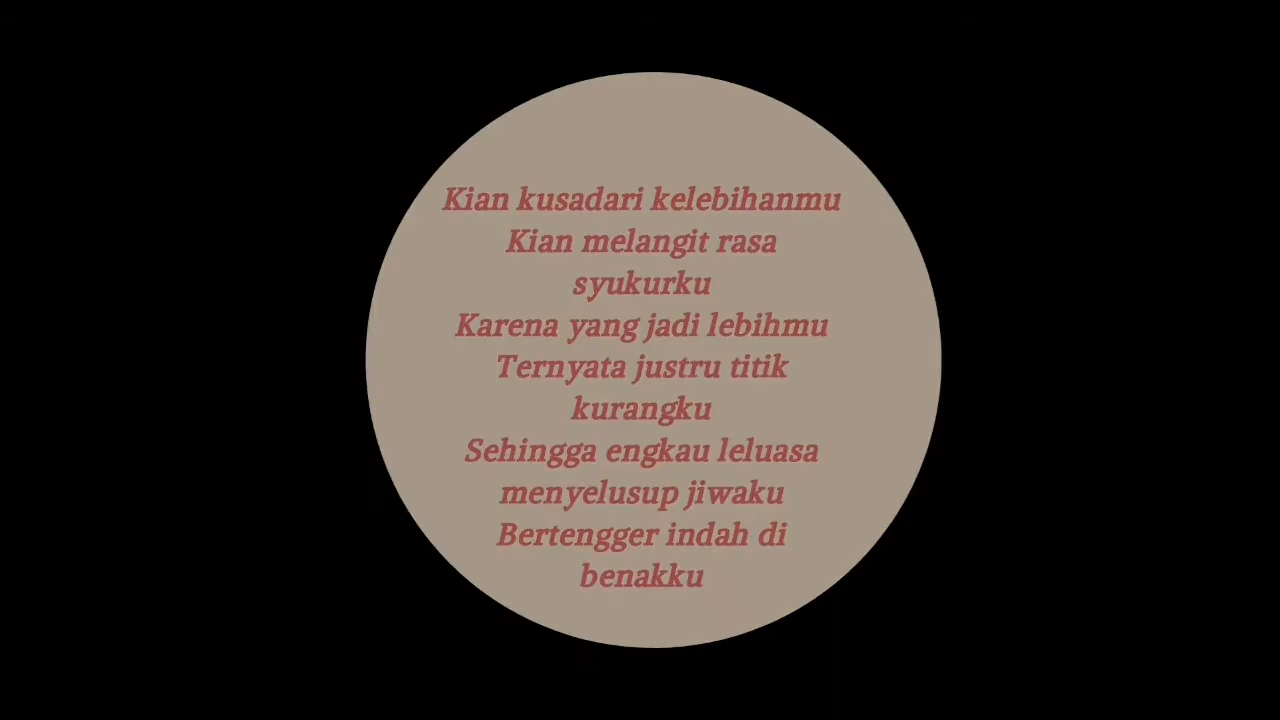 Kian kusadari kelebihanmu
Kian melangit rasa
syukurku
Karena yang jadi lebihmu
Ternyata justru titik
kurangku
Sehingga engkau leluasa
menyelusup jiwaku
Bertengger indah di
benakku